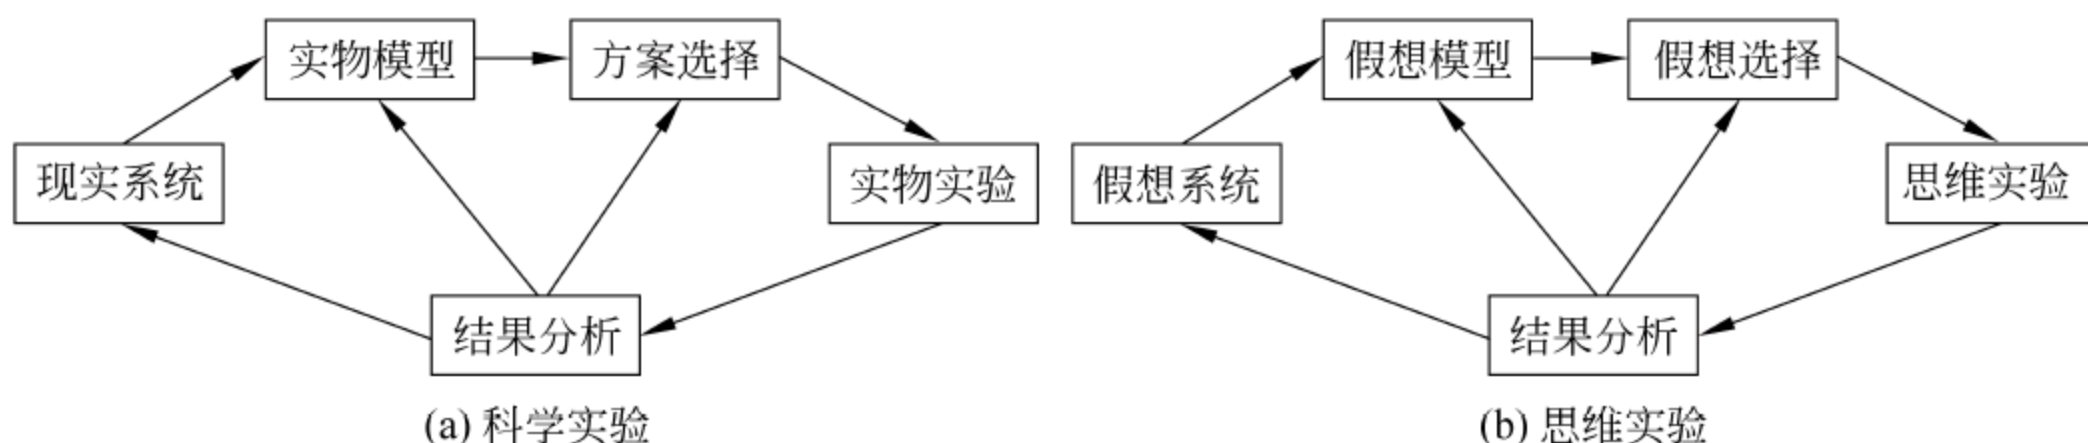 实物模型 方案选择 假想模型 假想选择
现实系统 实物实验 假想系统 思维实验
结果分析 结果分析
(a) 科学实验 (b) 思维实验